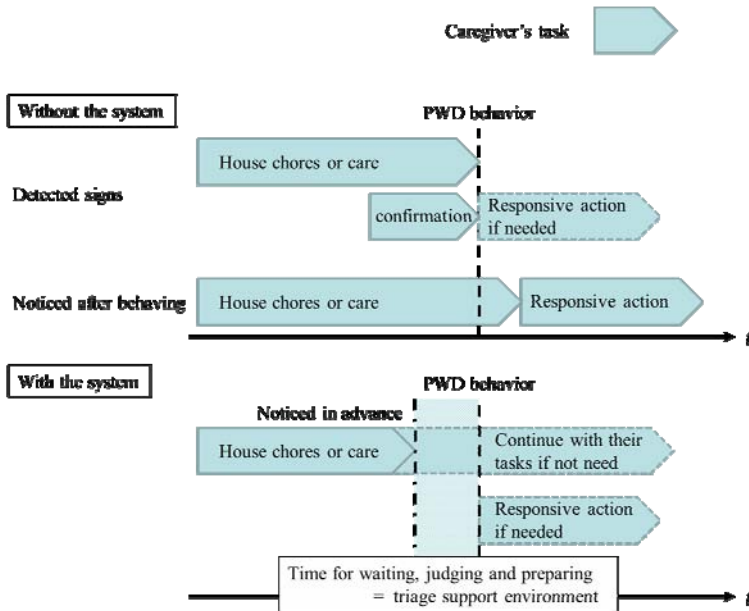 Caregiver's task
Without the system
PWD behavior
House chores or care
Detected signs
confirmation
Responsive action
if needed
Noticed after behaving
House chores or care
Responsive action
t
With the system
PWD behavior
Noticed in advance
House chores or care
Continue with their
tasks if not need
Responsive action
if needed
Time for waiting, judging and preparing
= triage support environment
t